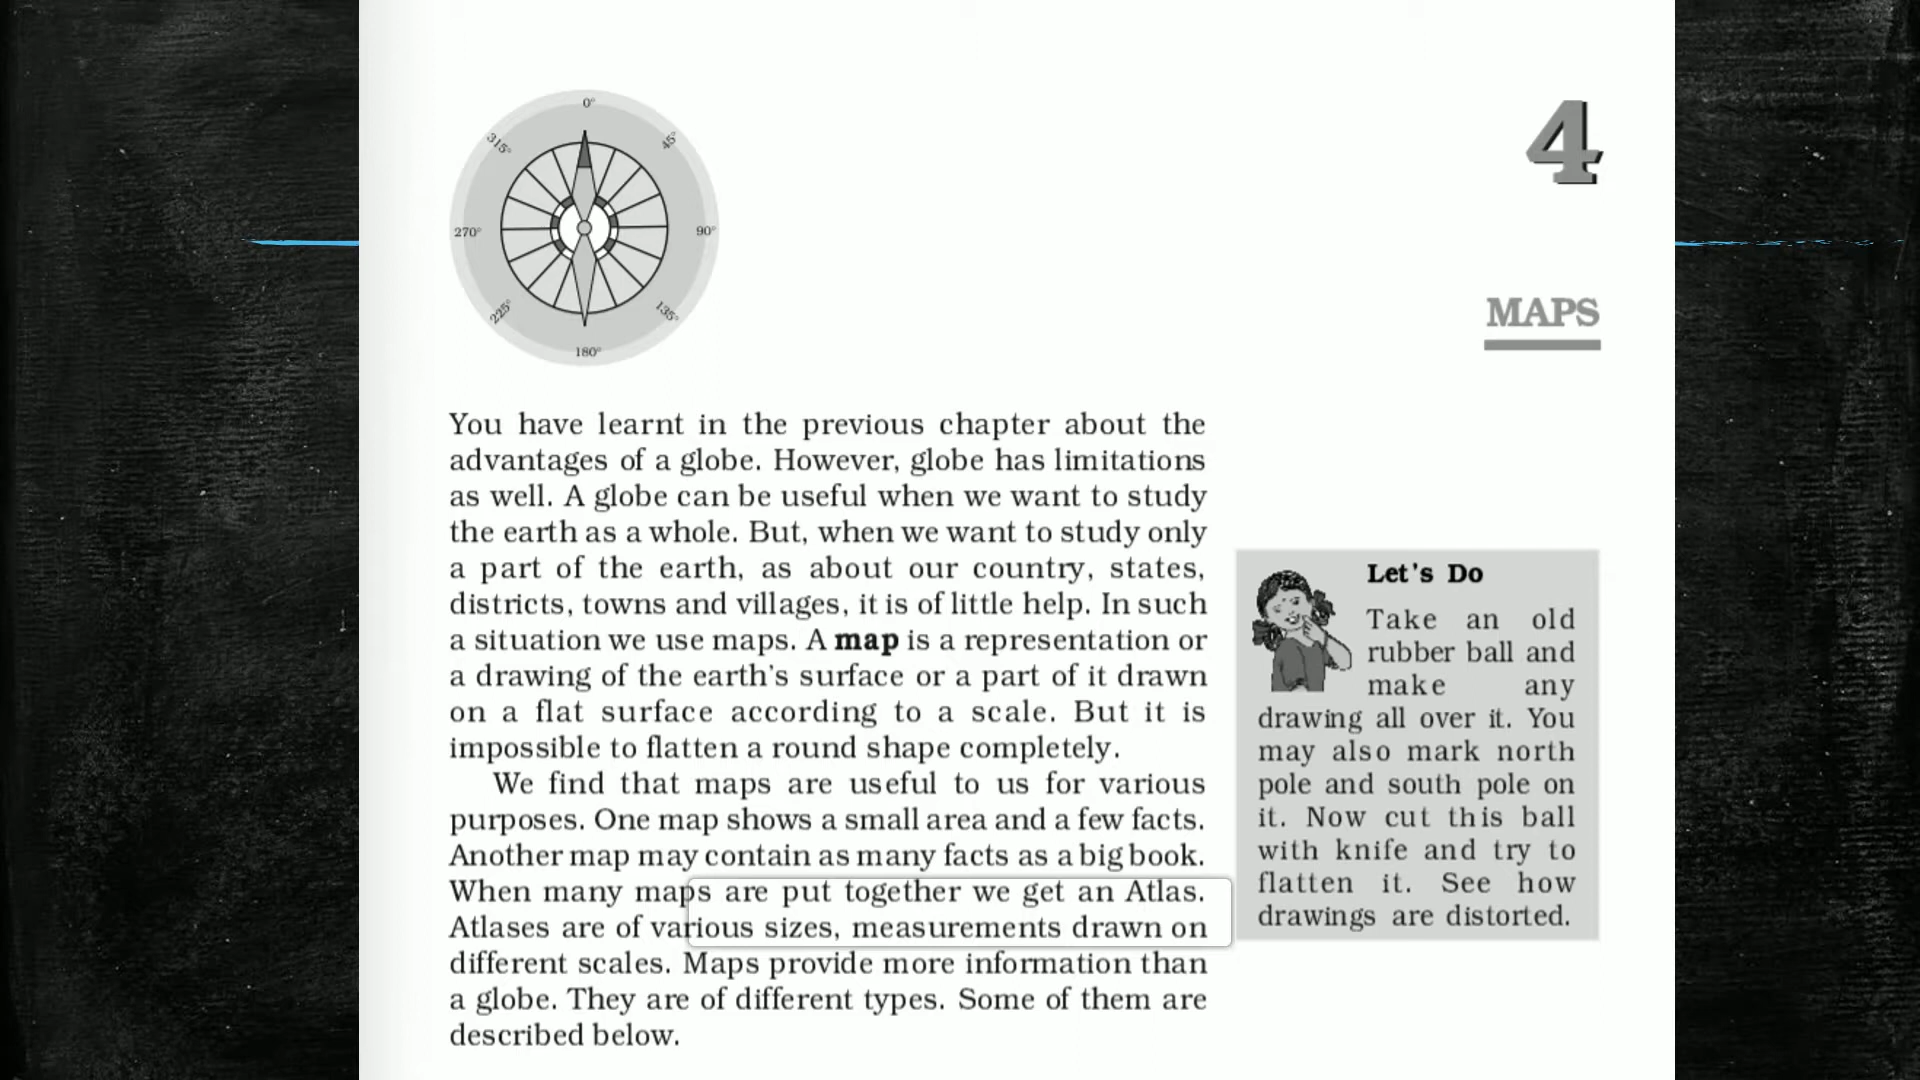 0°
45°
90°
135°
180°
225°
270°
315°
4
MAPS
You have learnt in the previous chapter about the
advantages of a globe. However, globe has limitations
as well. A globe can be useful when we want to study
the earth as a whole. But, when we want to study only
a part of the earth, as about our country, states,
districts, towns and villages, it is of little help. In such
a situation we use maps. A map is a representation or
a drawing of the earth's surface or a part of it drawn
on a flat surface according to a scale. But it is
impossible to flatten a round shape completely.
We find that maps are useful to us for various
purposes. One map shows a small area and a few facts.
Another map may contain as many facts as a big book.
When many maps are put together we get an Atlas.
Atlases are of various sizes, measurements drawn on
different scales. Maps provide more information than
a globe. They are of different types. Some of them are
described below.
Let's Do
Take an old
rubber ball and
make any
drawing all over it. You
may also mark north
pole and south pole on
it. Now cut this ball
with knife and try to
flatten it. See how
drawings are distorted.